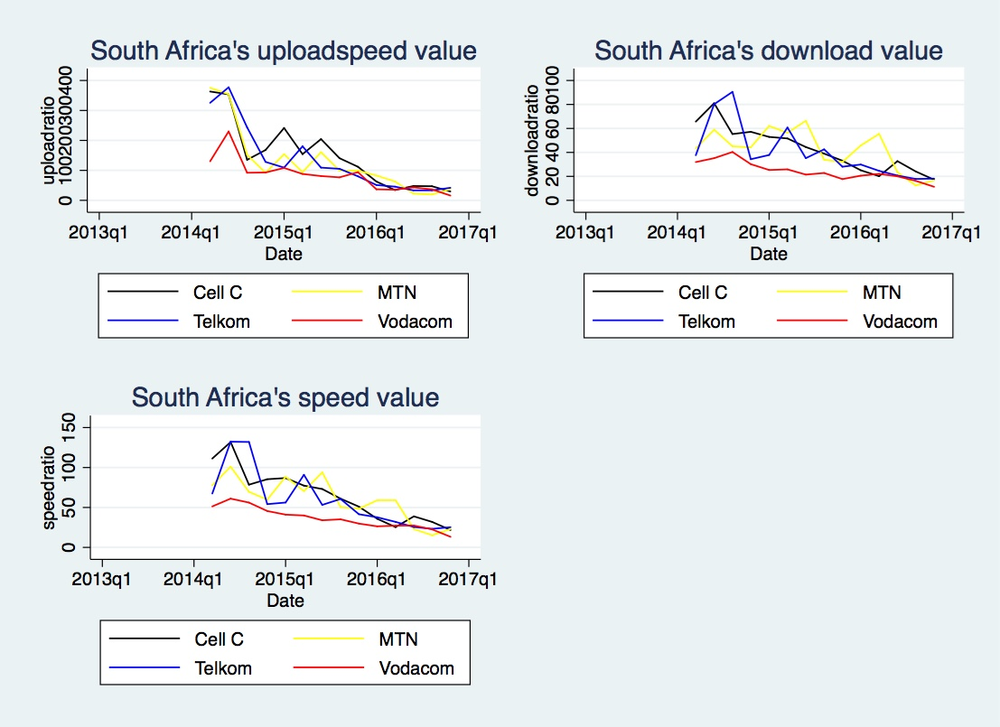 South Africa's uploadspeed value
uploadratio
0 100200300400
2013q1 2014q1 2015q1 2016q1 2017q1
Date
Cell C MTN
Telkom Vodacom
South Africa's download value
downloadratio
0 20 40 60 80100
2013q1 2014q1 2015q1 2016q1 2017q1
Date
Cell C MTN
Telkom Vodacom
South Africa's speed value
speedratio
0 50 100 150
2013q1 2014q1 2015q1 2016q1 2017q1
Date
Cell C MTN
Telkom Vodacom